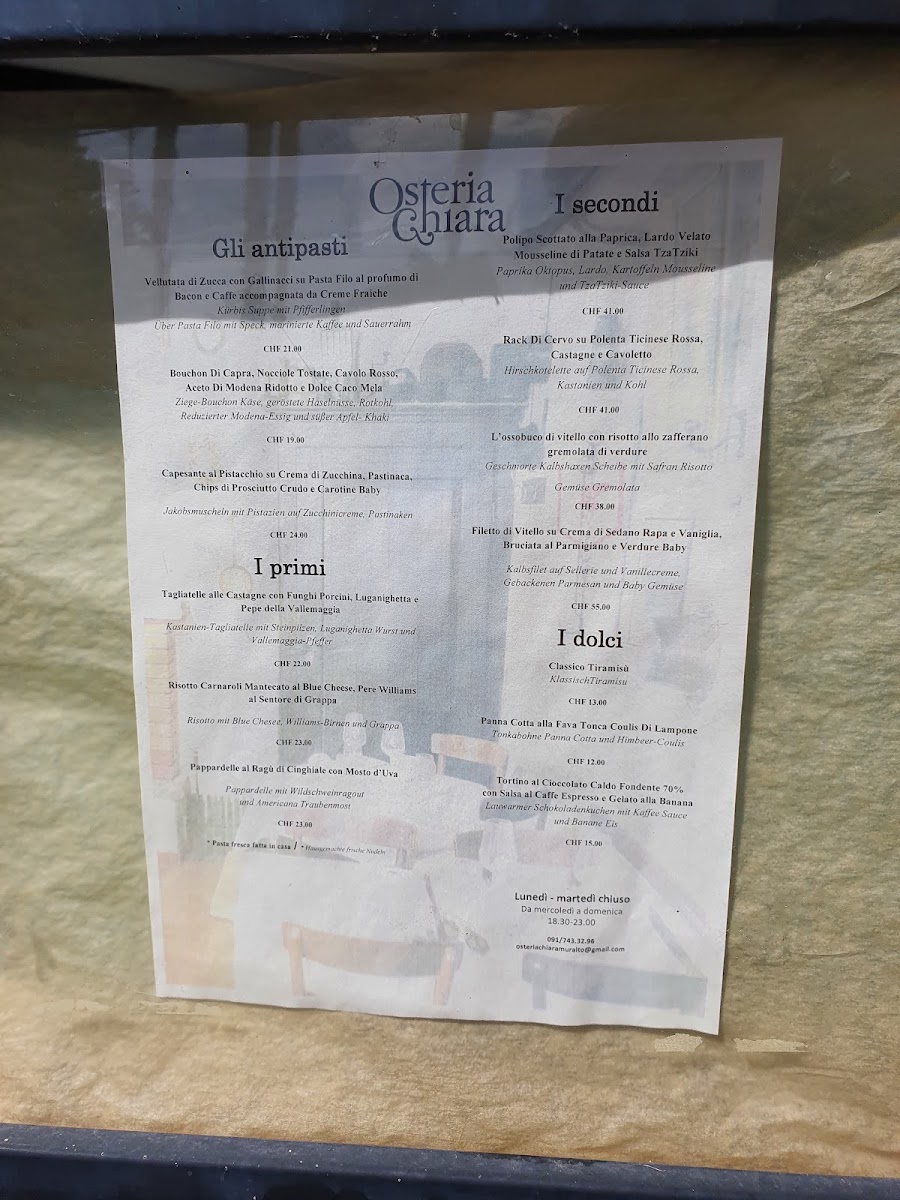 Osteria
Chiara
Gli antipasti
Vellutata di Zucca con Gallinacci su Pasta Filo al profumo di
Bacon e Caffe accompagnata da Creme Fraiche
Kürbis Suppe mit Pfifferlingen
Über Pasta Filo mit Speck, marinierte Kaffee und Sauerrahm
CHF 21.00
Bouchon Di Capra, Nocciole Tostate, Cavolo Rosso,
Aceto Di Modena Ridotto e Dolce Caco Mela
Ziege-Bouchon Käse, geröstete Haselnüsse, Rotkohl,
Reduzierter Modena-Essig und süßer Apfel- Khaki
CHF 19.00
Capesante al Pistacchio su Crema di Zucchina, Pastinaca,
Chips di Prosciutto Crudo e Carotine Baby
Jakobsmuscheln mit Pistazien auf Zucchinicreme, Pastinaken
CHF 24.00
I primi
Tagliatelle alle Castagne con Funghi Porcini, Luganighetta e
Pepe della Vallemaggia
Kastanien-Tagliatelle mit Steinpilzen, Luganighetta Wurst und
Vallemaggia-Pfeffer
CHF 22.00
Risotto Carnaroli Mantecato al Blue Cheese, Pere Williams
al Sentore di Grappa
Risotto mit Blue Chesee, Williams-Birnen und Grappa
CHF 23.00
Pappardelle al Ragù di Cinghiale con Mosto d'Uva
Pappardelle mit Wildschweinragout
und Americana Traubenmost
CHF 23.00
* Pasta fresca fatta in casa / * Hausgemachte frische Nudeln
I secondi
Polipo Scottato alla Paprica, Lardo Velato
Mousseline di Patate e Salsa TzaTziki
Paprika Oktopus, Lardo, Kartoffeln Mousseline
und TzaTziki-Sauce
CHF 41.00
Rack Di Cervo su Polenta Ticinese Rossa,
Castagne e Cavoletto
Hirschkotelette auf Polenta Ticinese Rossa,
Kastanien und Kohl
CHF 41.00
L'ossobuco di vitello con risotto allo zafferano
gremolata di verdure
Geschmorte Kalbshaxen Scheibe mit Safran Risotto
Gemüse Gremolata
CHF 38.00
Filetto di Vitello su Crema di Sedano Rapa e Vaniglia,
Bruciata al Parmigiano e Verdure Baby
Kalbsfilet auf Sellerie und Vanillecreme,
Gebackenen Parmesan und Baby Gemüse
CHF 55.00
I dolci
Classico Tiramisù
KlassischTiramisu
CHF 13.00
Panna Cotta alla Fava Tonca Coulis Di Lampone
Tonkabohne Panna Cotta und Himbeer-Coulis
CHF 12.00
Tortino al Cioccolato Caldo Fondente 70%
con Salsa al Caffe Espresso e Gelato alla Banana
Lauwarmer Schokoladenkuchen mit Kaffee Sauce
und Banane Eis
CHF 15.00
Lunedì - martedì chiuso
Da mercoledì a domenica
18.30-23.00
091/743.32.96
osteriachiaramuralto@gmail.com